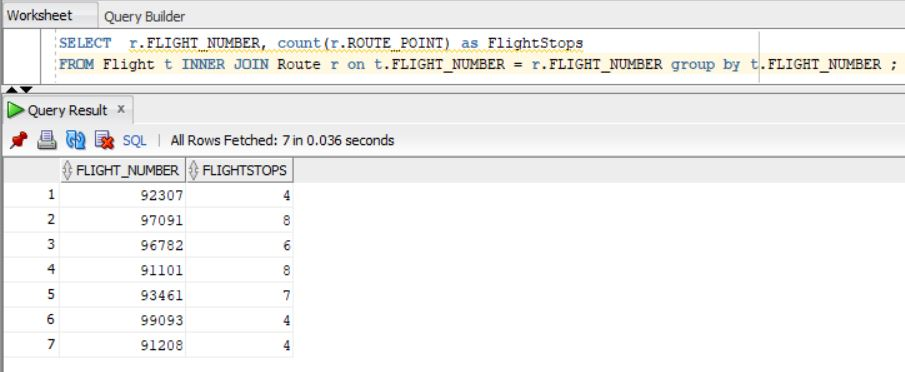 Worksheet Query Builder
SELECT r.FLIGHT_NUMBER, count(r.ROUTE_POINT) as FlightStops
FROM Flight t INNER JOIN Route r on t.FLIGHT_NUMBER = r.FLIGHT_NUMBER group by t.FLIGHT_NUMBER ;
Query Result x
SQL | All Rows Fetched: 7 in 0.036 seconds
FLIGHT_NUMBER FLIGHTSTOPS
1 92307 4
2 97091 8
3 96782 6
4 91101 8
5 93461 7
6 99093 4
7 91208 4